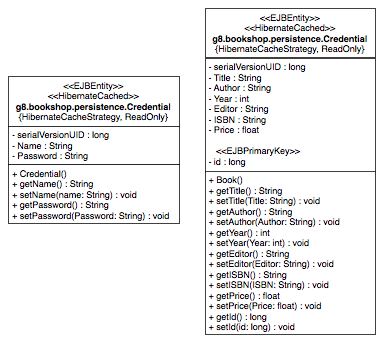 <<EJBEntity>>
<<HibernateCached>>
g8.bookshop.persistence.Credential
{HibernateCacheStrategy, ReadOnly}
- serialVersionUID : long
- Name : String
- Password : String
+ Credential()
+ getName() : String
+ setName(name: String) : void
+ getPassword() : String
+ setPassword(Password: String) : void
<<EJBEntity>>
<<HibernateCached>>
g8.bookshop.persistence.Credential
{HibernateCacheStrategy, ReadOnly}
- serialVersionUID : long
- Title : String
- Author : String
- Year : int
- Editor : String
- ISBN : String
- Price : float
<<EJBPrimaryKey>>
- id : long
+ Book()
+ getTitle() : String
+ setTitle(Title: String) : void
+ getAuthor() : String
+ setAuthor(Author: String) : void
+ getYear() : int
+ setYear(Year: int) : void
+ getEditor() : String
+ setEditor(Editor: String) : void
+ getISBN() : String
+ setISBN(ISBN: String) : void
+ getPrice() : float
+ setPrice(Price: float) : void
+ getId() : long
+ setId(id: long) : void